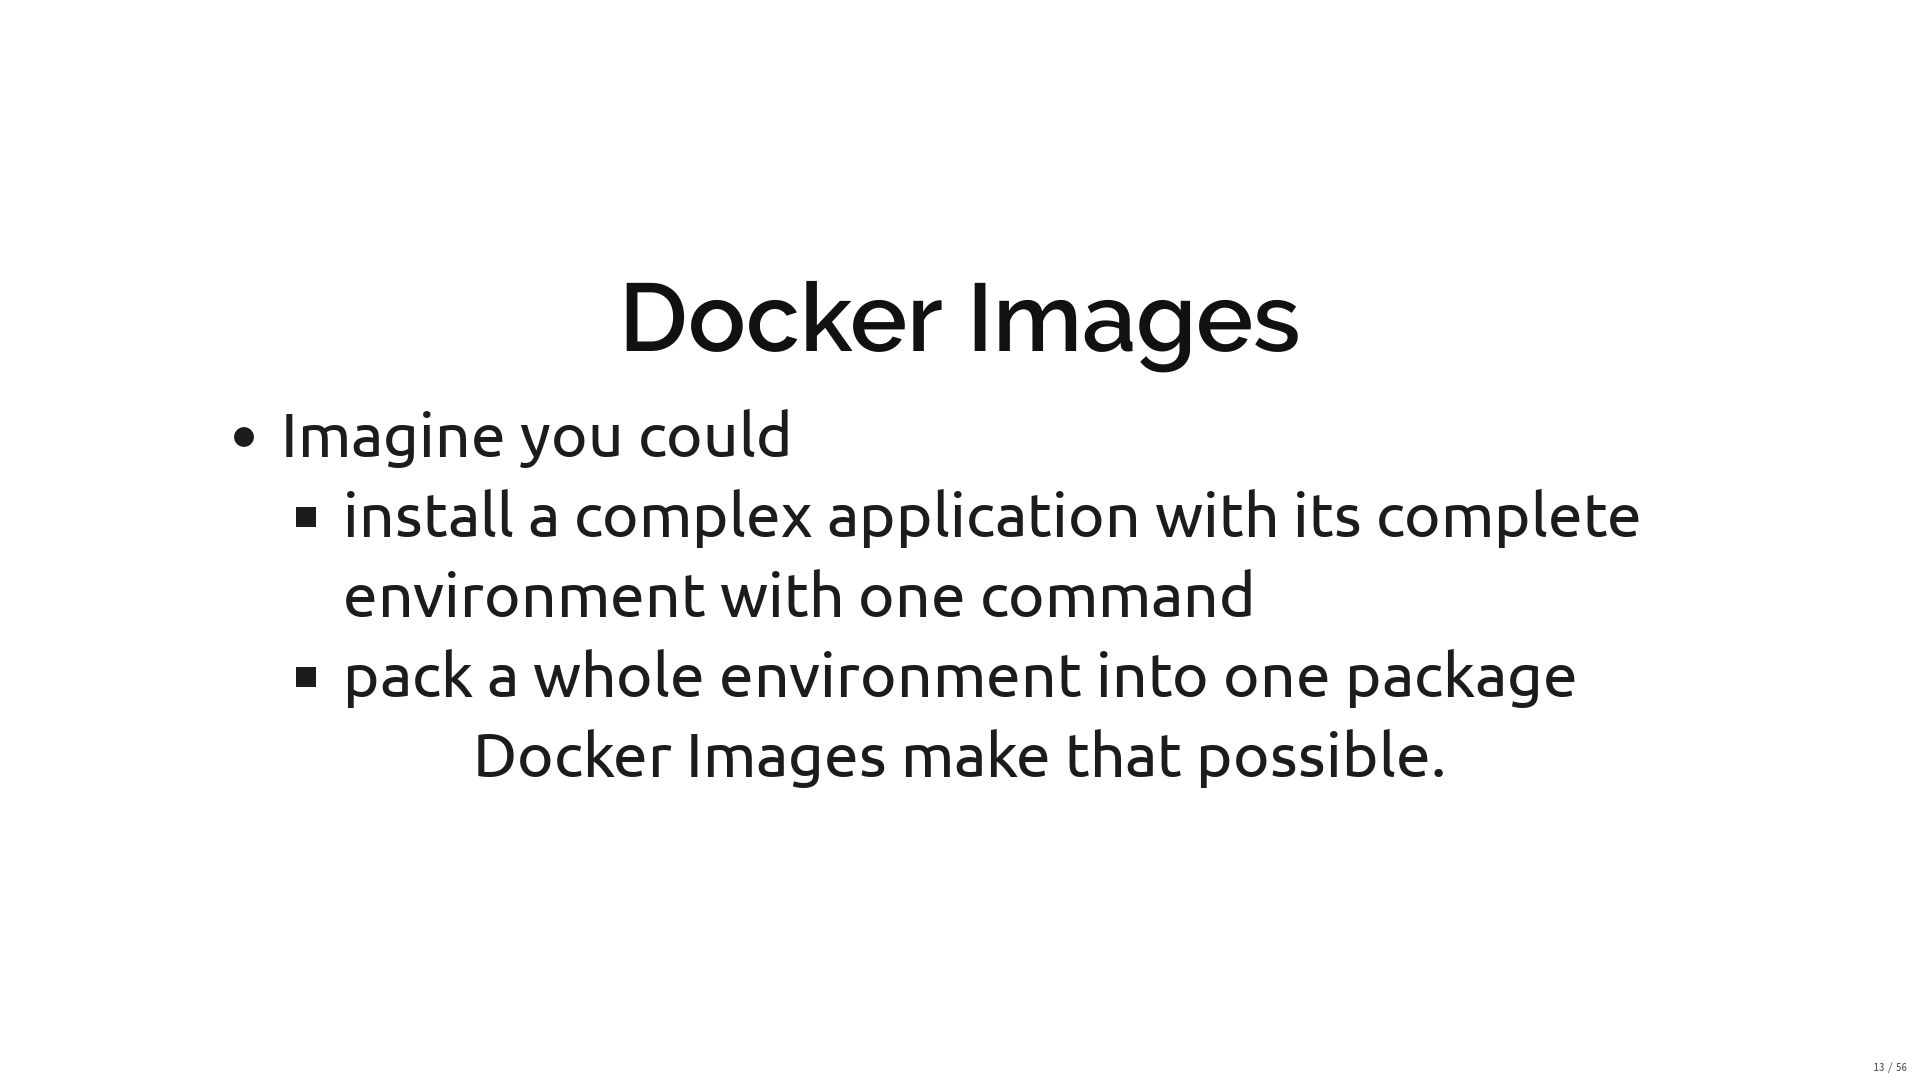 Docker Images
Imagine you could
install a complex application with its complete
environment with one command
pack a whole environment into one package
Docker Images make that possible.
13 / 56